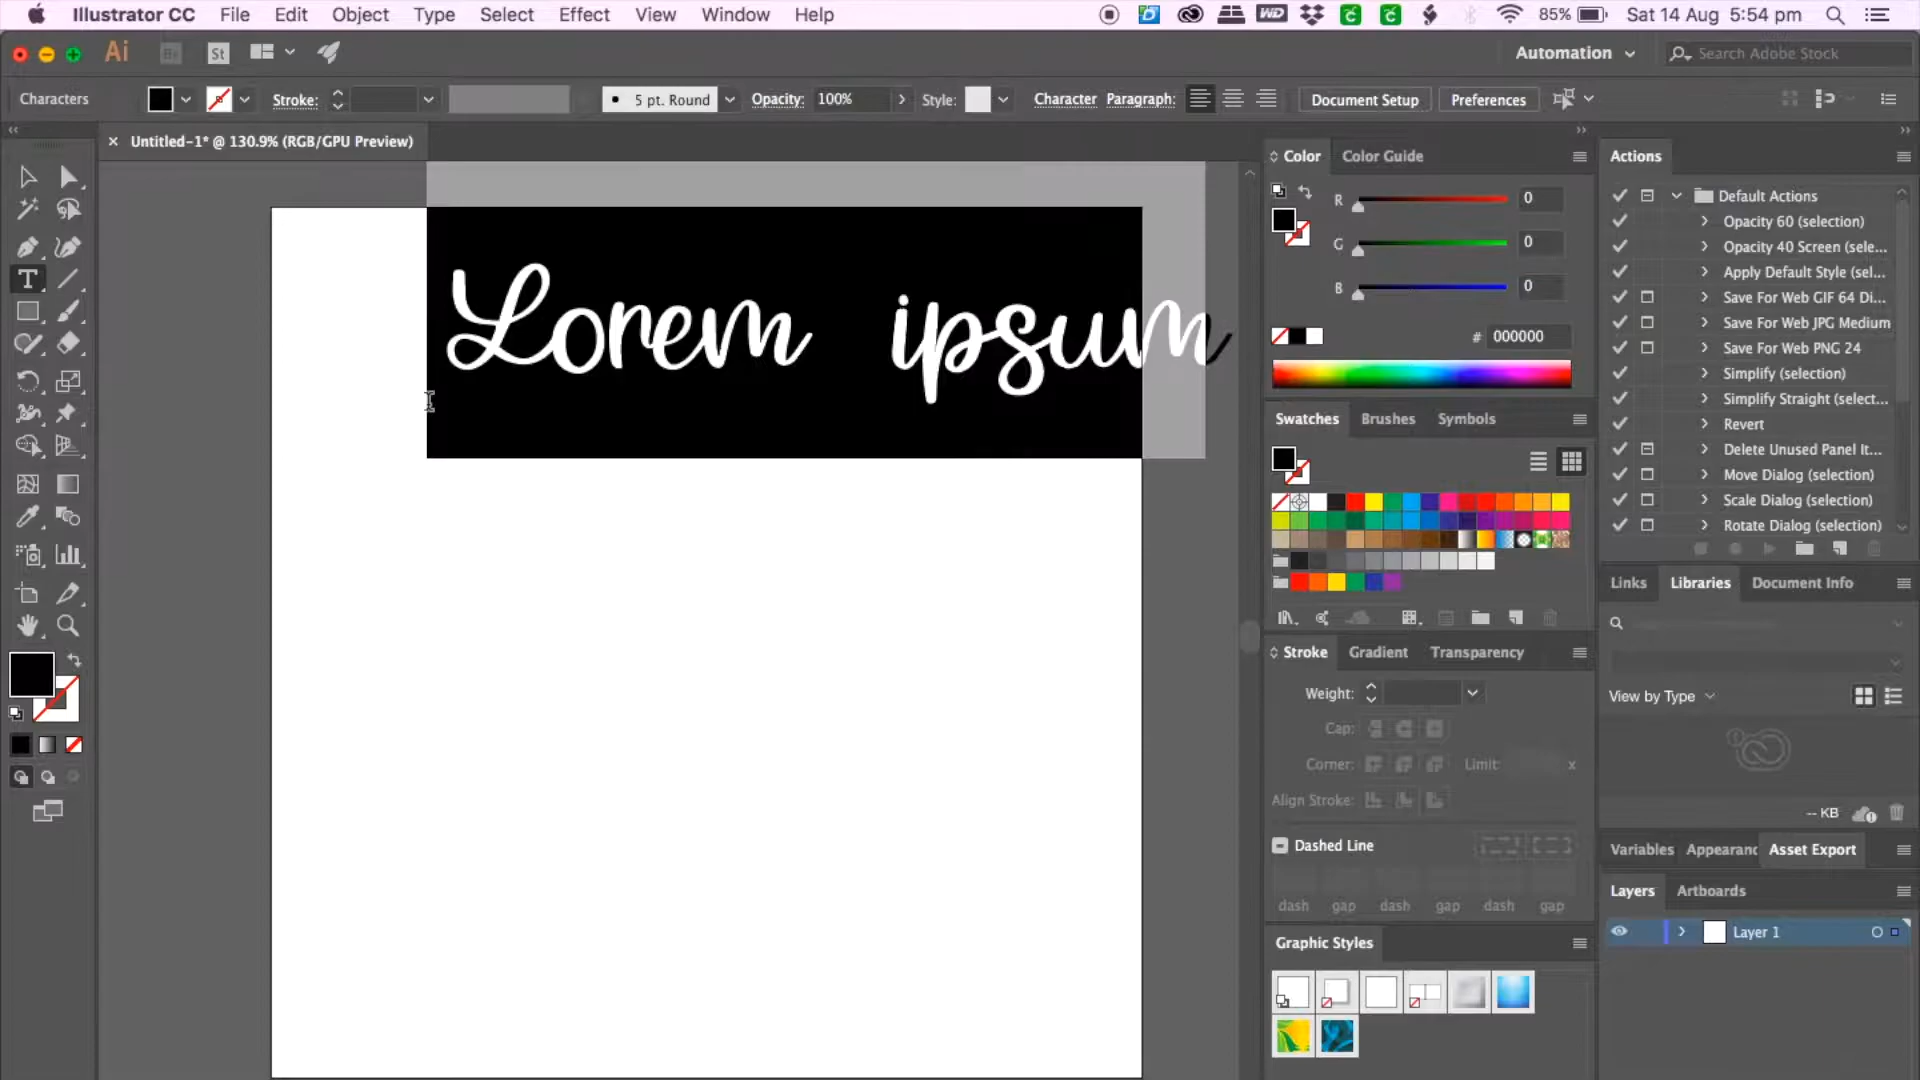 Illustrator CC File Edit Object Type Select Effect View Window Help 85% Sat 14 Aug 5:54 pm
Ai Br St Automation Search Adobe Stock
Characters Stroke: 5 pt. Round Opacity: 100% Style: Character Paragraph: Document Setup Preferences
× Untitled-1* @ 130.9% (RGB/GPU Preview)
Lorem ipsum
Color Color Guide
R 0
G 0
B 0
# 000000
Swatches Brushes Symbols
Stroke Gradient Transparency
Weight:
Cap:
Corner: Limit: x
Align Stroke:
Dashed Line
dash gap dash gap dash gap
Graphic Styles
Actions
Default Actions
Opacity 60 (selection)
Opacity 40 Screen (sele...
Apply Default Style (sel...
Save For Web GIF 64 Di...
Save For Web JPG Medium
Save For Web PNG 24
Simplify (selection)
Simplify Straight (select...
Revert
Delete Unused Panel It...
Move Dialog (selection)
Scale Dialog (selection)
Rotate Dialog (selection)
Links Libraries Document Info
View by Type
-- KB
Variables Appearanc Asset Export
Layers Artboards
Layer 1